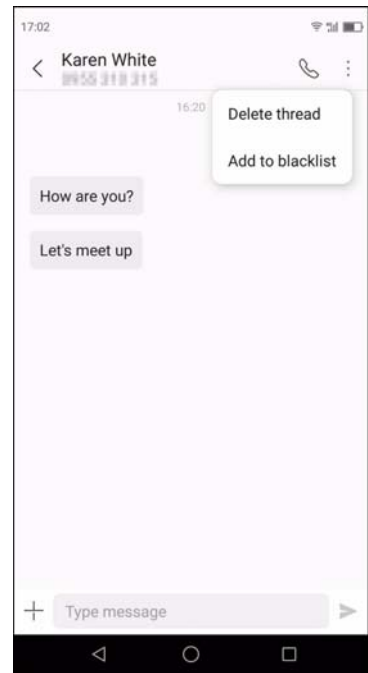 17:02
Karen White
16:20
Delete thread
Add to blacklist
How are you?
Let's meet up
Type message